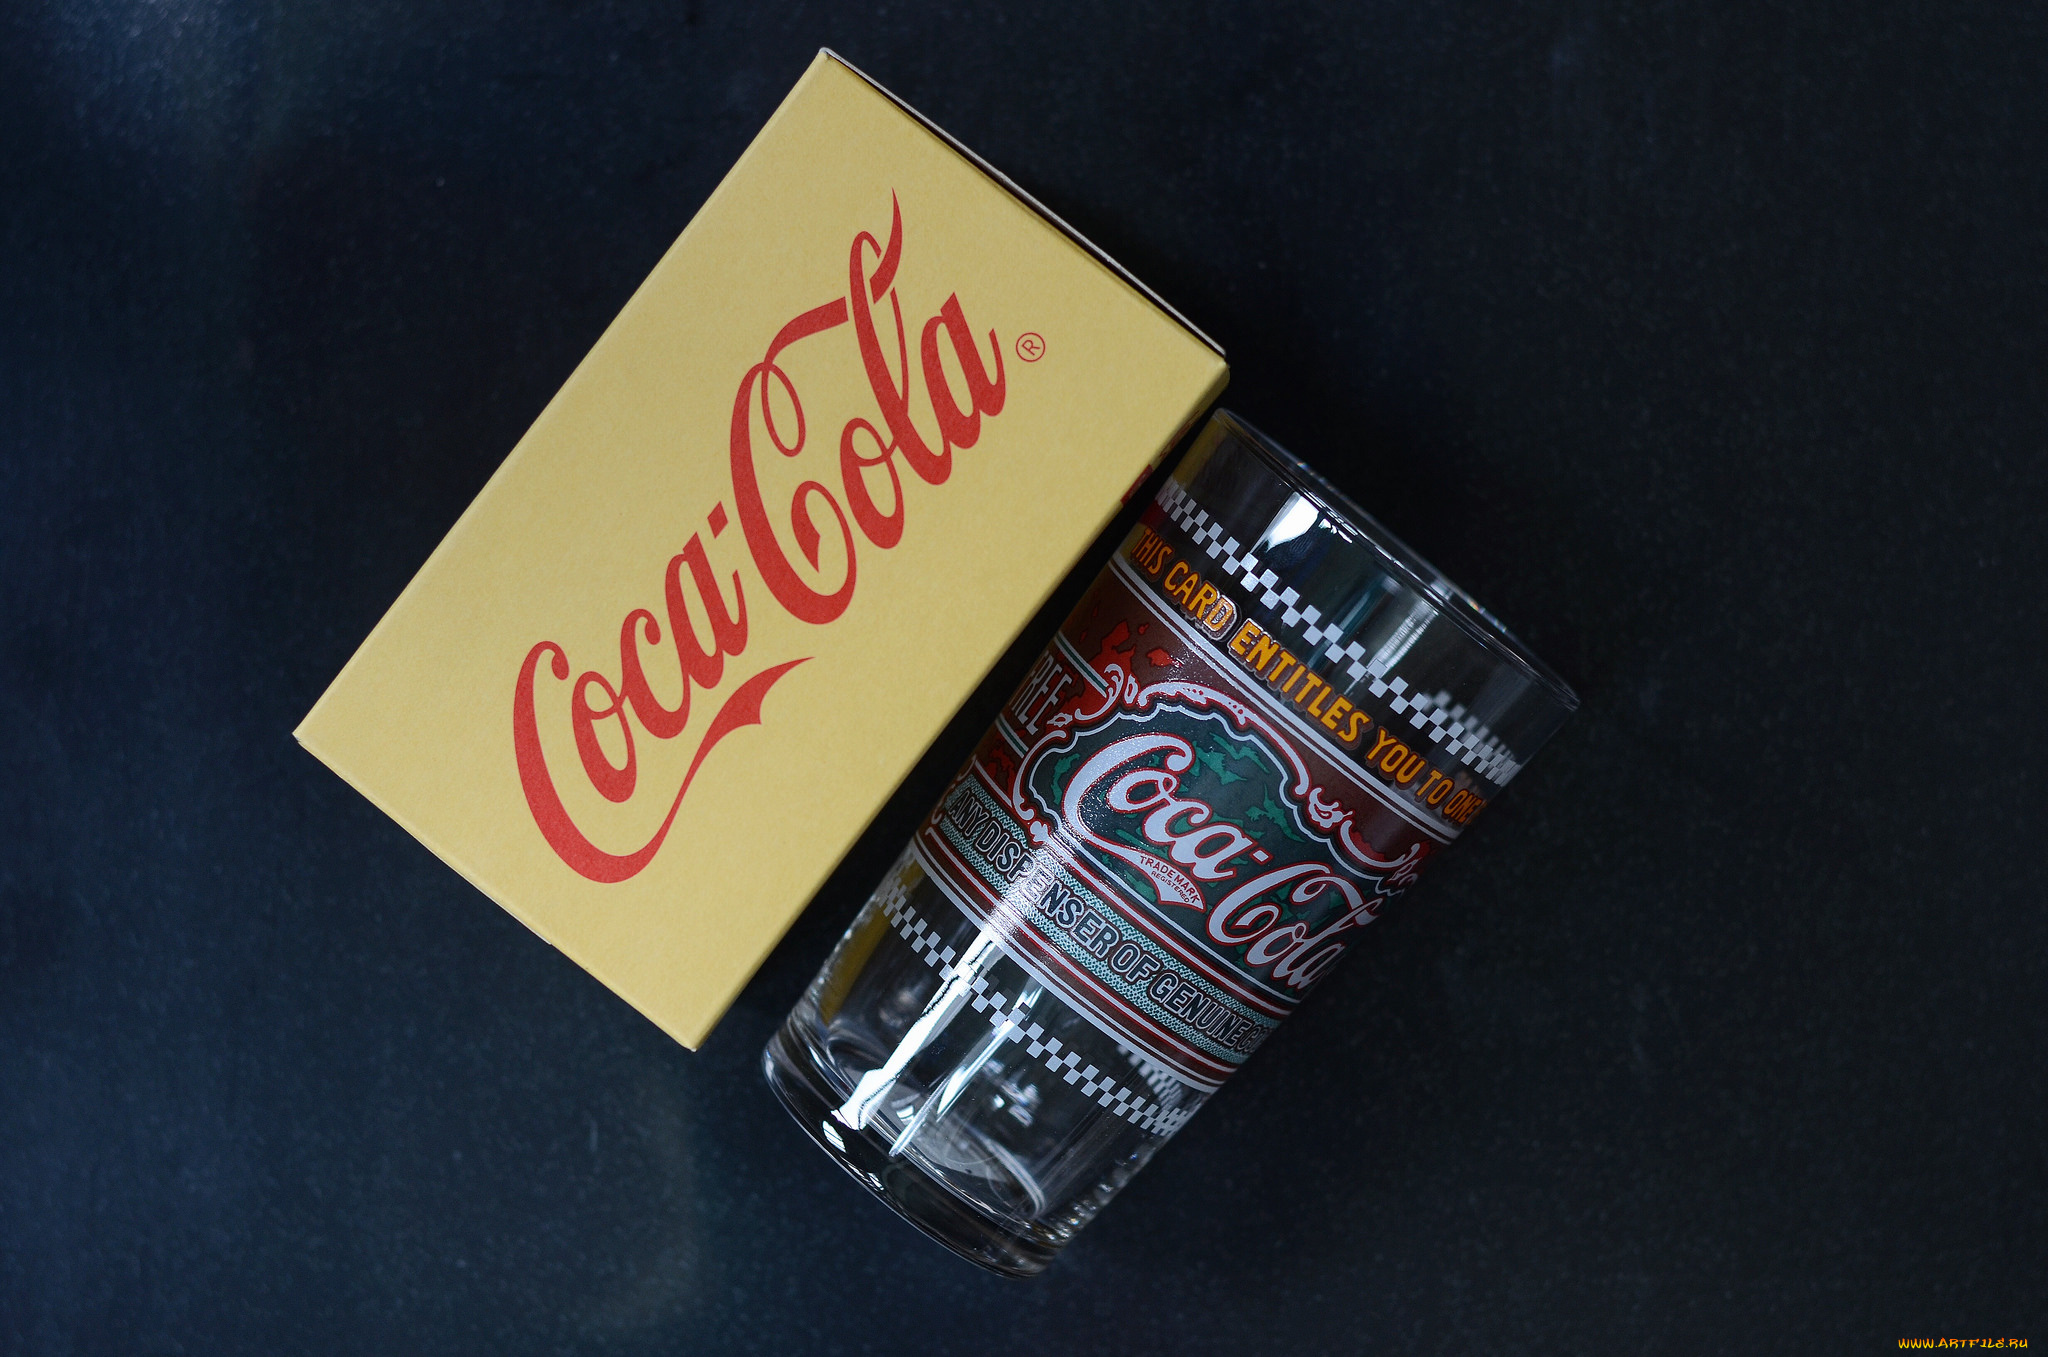 Coca-Cola
®
THIS CARD ENTITLES YOU TO ONE
FREE
Coca-Cola
TRADEMARK
REGISTERED
ANY DISPENSER OF GENUINE
WWW.ARTFILE.RU